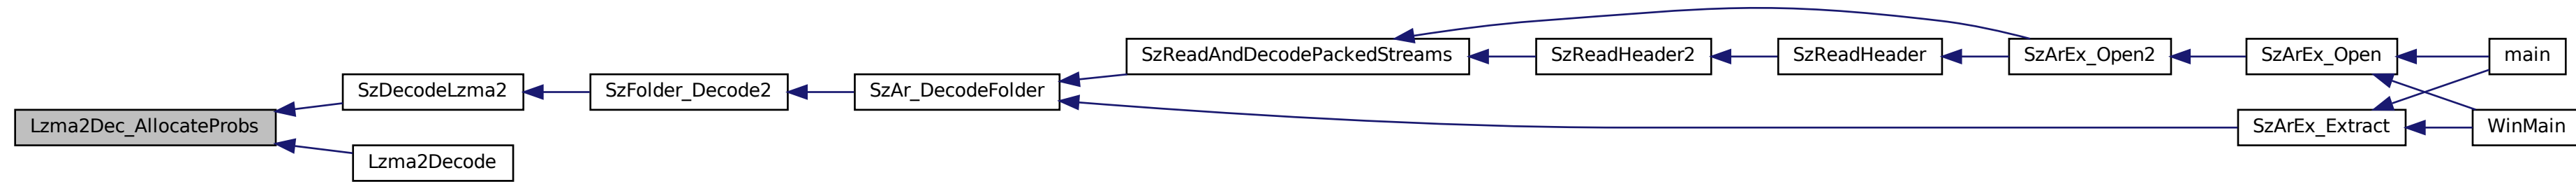 Lzma2Dec_AllocateProbs
SzDecodeLzma2
Lzma2Decode
SzFolder_Decode2
SzAr_DecodeFolder
SzReadAndDecodePackedStreams
SzReadHeader2
SzReadHeader
SzArEx_Open2
SzArEx_Open
SzArEx_Extract
main
WinMain